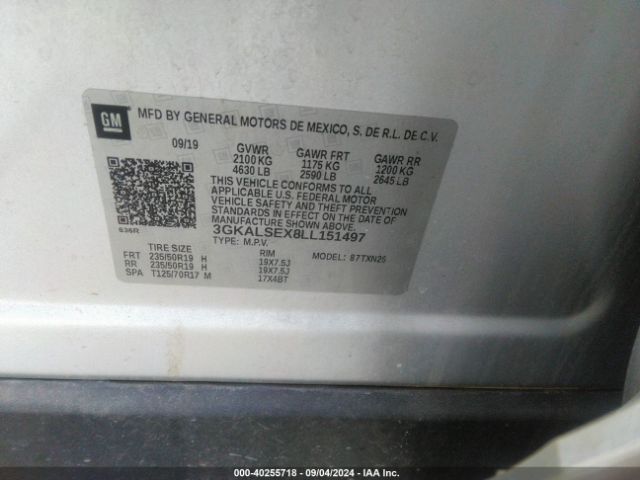 GM
MFD BY GENERAL MOTORS DE MEXICO, S. DE R.L. DE C.V.
09/19 GVWR GAWR FRT GAWR RR
2100 KG 1175 KG 1200 KG
4630 LB 2590 LB 2645 LB
THIS VEHICLE CONFORMS TO ALL
APPLICABLE U.S. FEDERAL MOTOR
VEHICLE SAFETY AND THEFT PREVENTION
STANDARDS IN EFFECT ON THE DATE OF
MANUFACTURE SHOWN ABOVE.
636R 3GKALSEX8LL151497
TYPE: M.P.V. MODEL: 87TXN26
TIRE SIZE RIM
FRT 235/50R19 H 19X7.5J
RR 235/50R19 H 19X7.5J
SPA T125/70R17 M 17X4BT
000-40255718 - 09/04/2024 - IAA Inc.